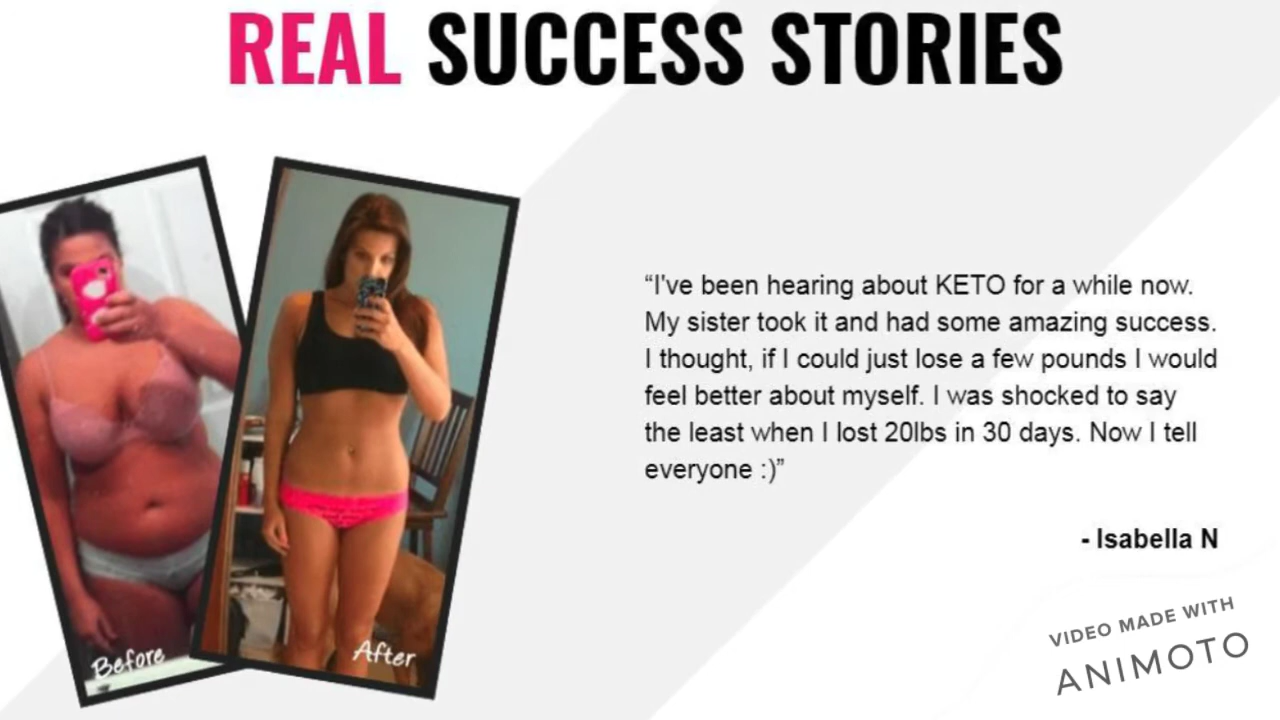 REAL SUCCESS STORIES
Before
After
“I've been hearing about KETO for a while now.
My sister took it and had some amazing success.
I thought, if I could just lose a few pounds I would
feel better about myself. I was shocked to say
the least when I lost 20lbs in 30 days. Now I tell
everyone :)”
- Isabella N
VIDEO MADE WITH
ANIMOTO